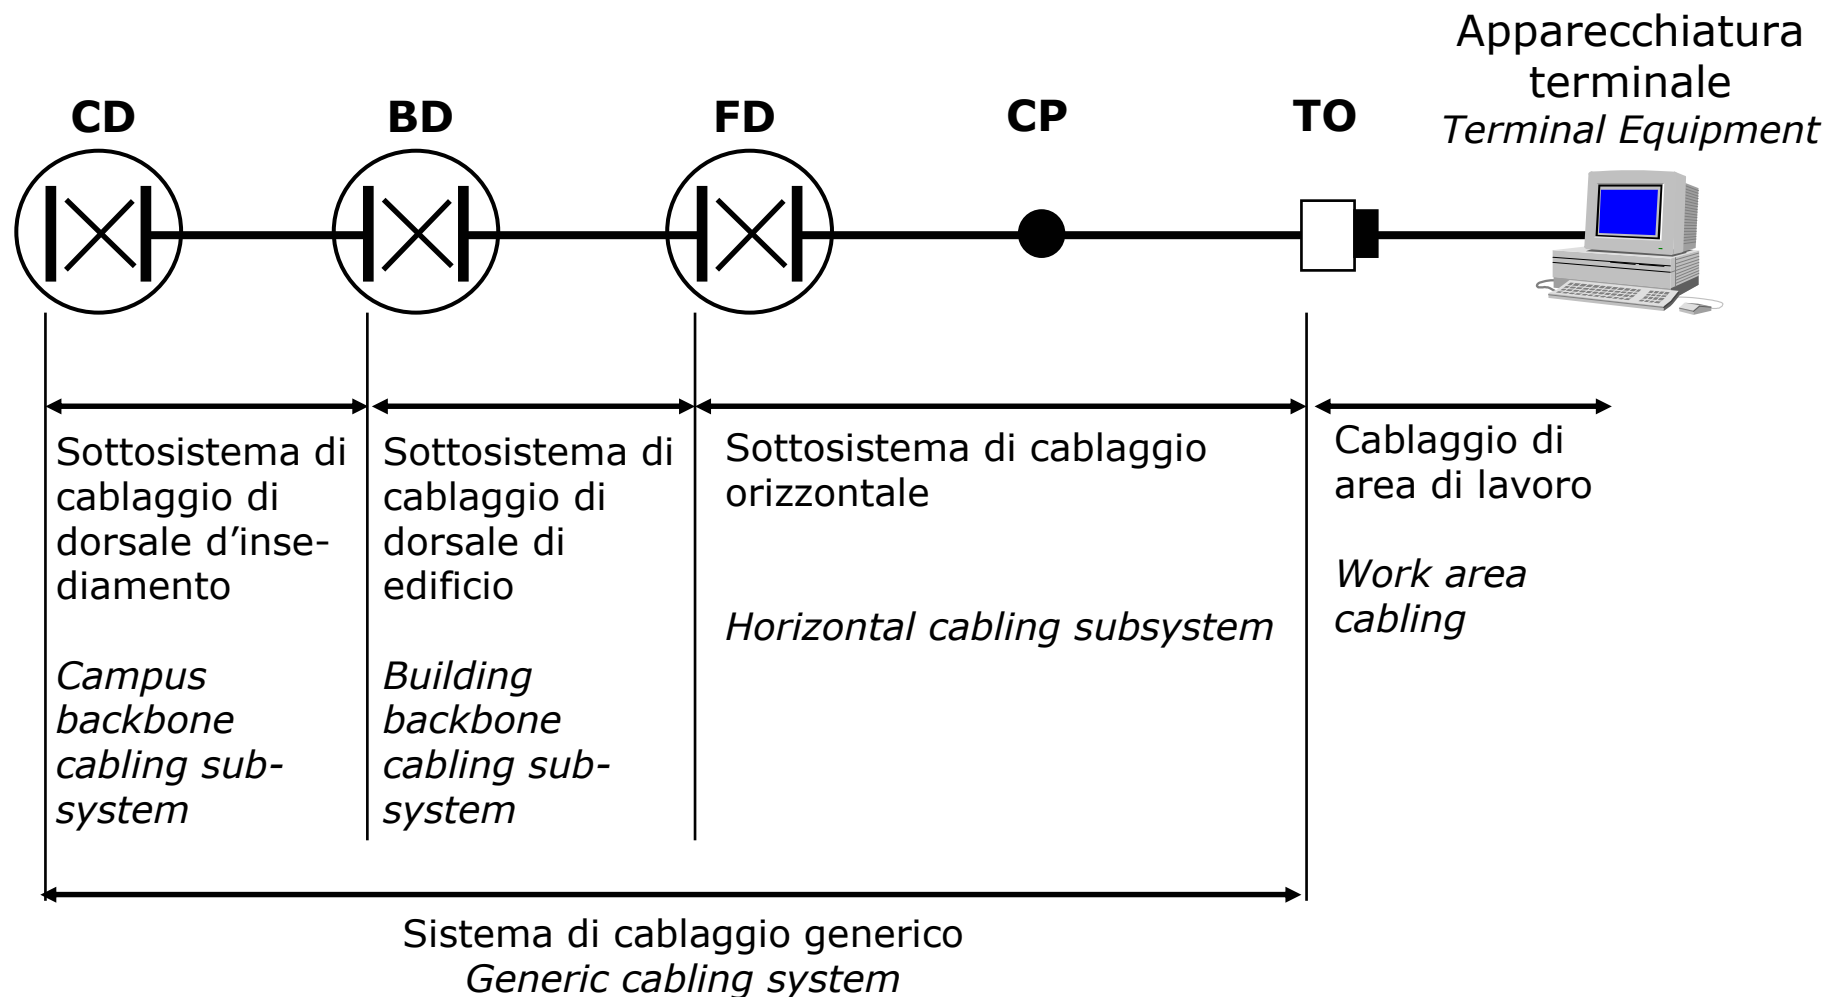 Apparecchiatura
terminale
Terminal Equipment
CD
BD
FD
CP
TO
Sottosistema di
cablaggio di
dorsale d’inse-
diamento
Campus
backbone
cabling sub-
system
Sottosistema di
cablaggio di
dorsale di
edificio
Building
backbone
cabling sub-
system
Sottosistema di cablaggio
orizzontale
Horizontal cabling subsystem
Cablaggio di
area di lavoro
Work area
cabling
Sistema di cablaggio generico
Generic cabling system